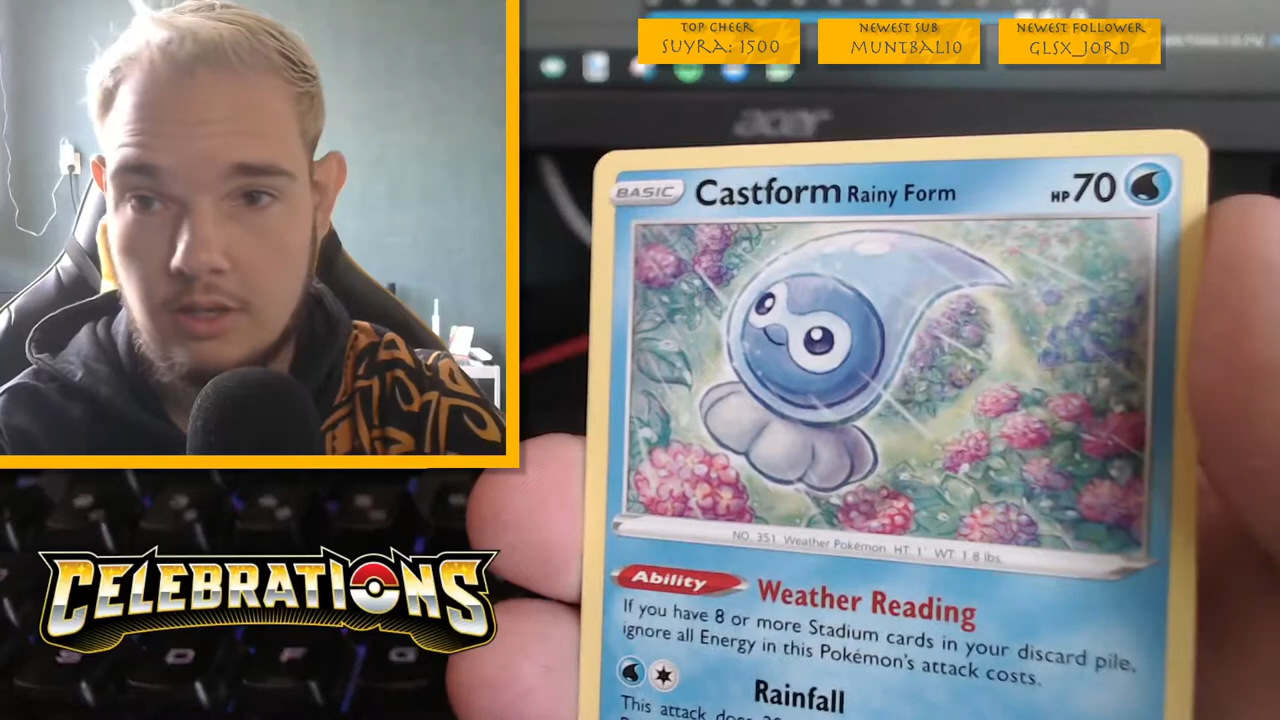 TOP CHEER
SUYRA: 1500
NEWEST SUB
MUNTBAL10
NEWEST FOLLOWER
GLSX_JORD
acer
BASIC Castform Rainy Form HP 70
NO. 351 Weather Pokémon HT 1' WT 1.8 lbs.
Ability Weather Reading
If you have 8 or more Stadium cards in your discard pile,
ignore all Energy in this Pokémon's attack costs.
Rainfall
This attack does
CELEBRATIONS
S D F G